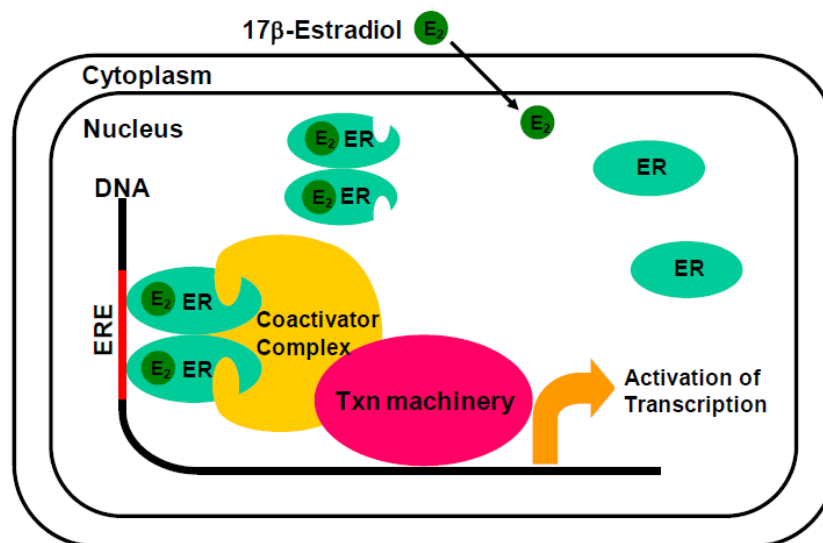 17β-Estradiol
E₂
Cytoplasm
Nucleus
E₂
E₂ ER
E₂ ER
ER
ER
DNA
ERE
E₂ ER
E₂ ER
Coactivator
Complex
Txn machinery
Activation of
Transcription